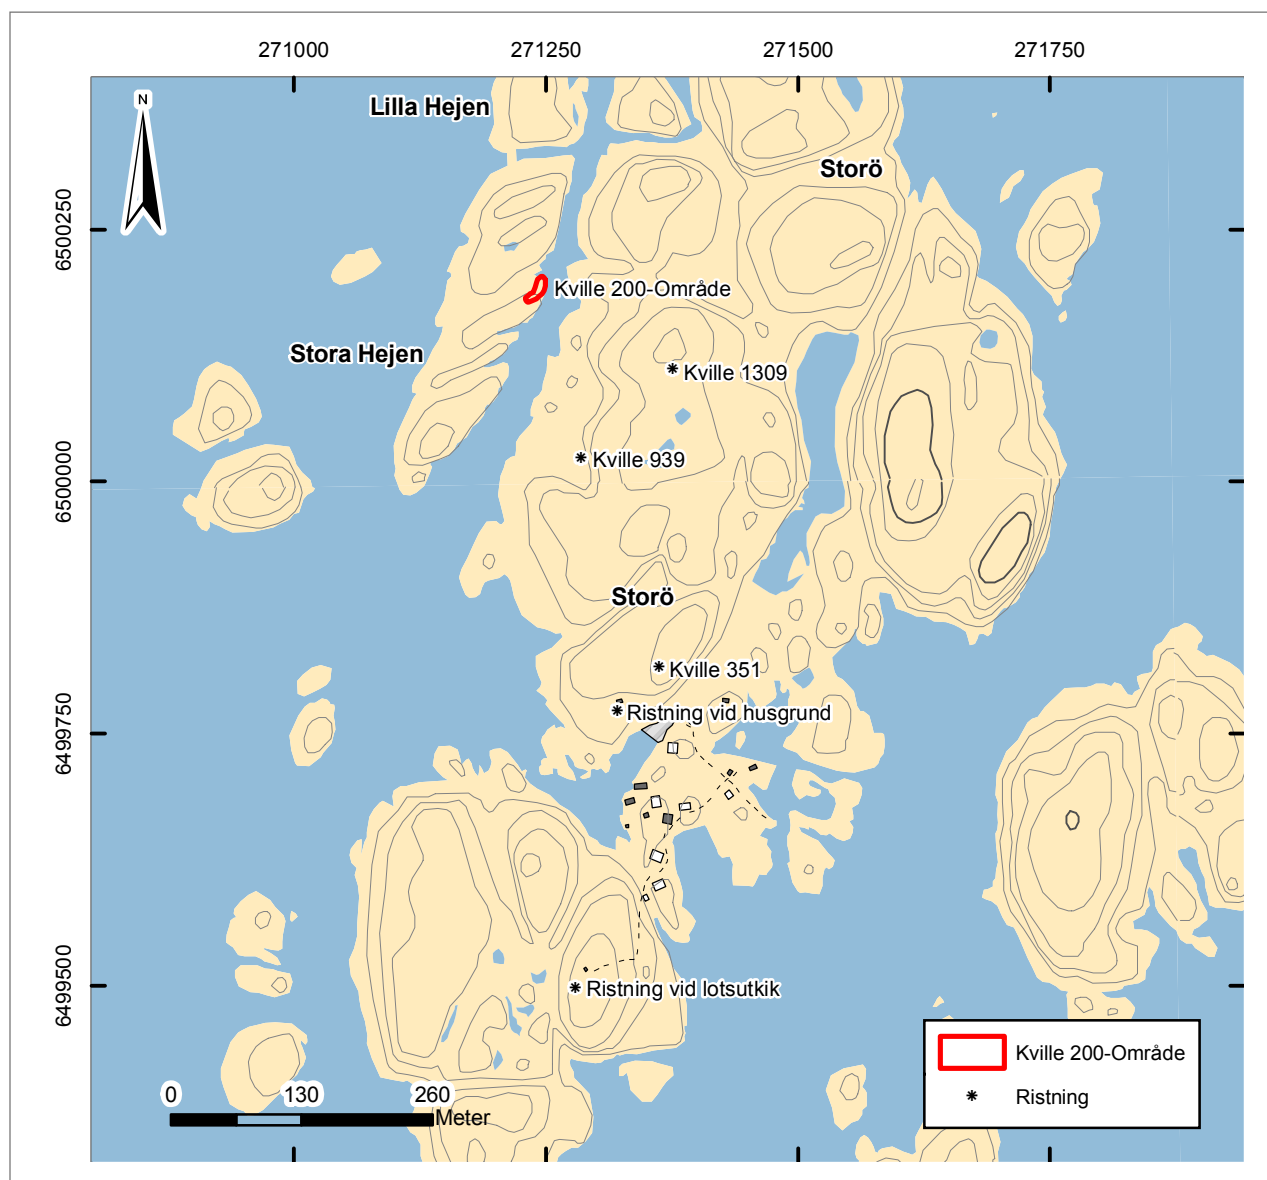 271000 271250 271500 271750
N
Lilla Hejen
Storö
6500250
Kville 200-Område
Stora Hejen
Kville 1309
Kville 939
6500000
Storö
Kville 351
Ristning vid husgrund
6499750
6499500
Ristning vid lotsutkik
0 130 260
Meter
Kville 200-Område
Ristning